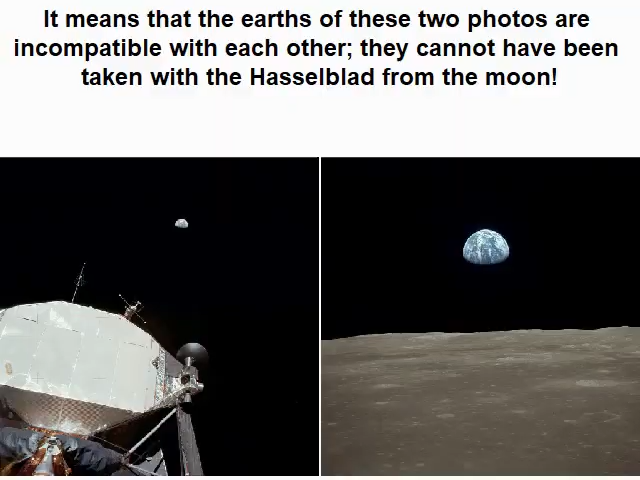 It means that the earths of these two photos are
incompatible with each other; they cannot have been
taken with the Hasselblad from the moon!